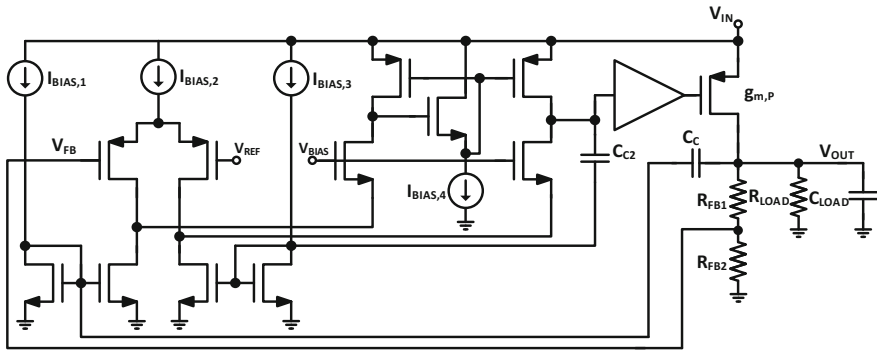 V_IN
I_BIAS,1
I_BIAS,2
I_BIAS,3
g_m,P
V_FB
V_REF
V_BIAS
C_C
V_OUT
C_C2
I_BIAS,4
R_FB1
R_LOAD
C_LOAD
R_FB2